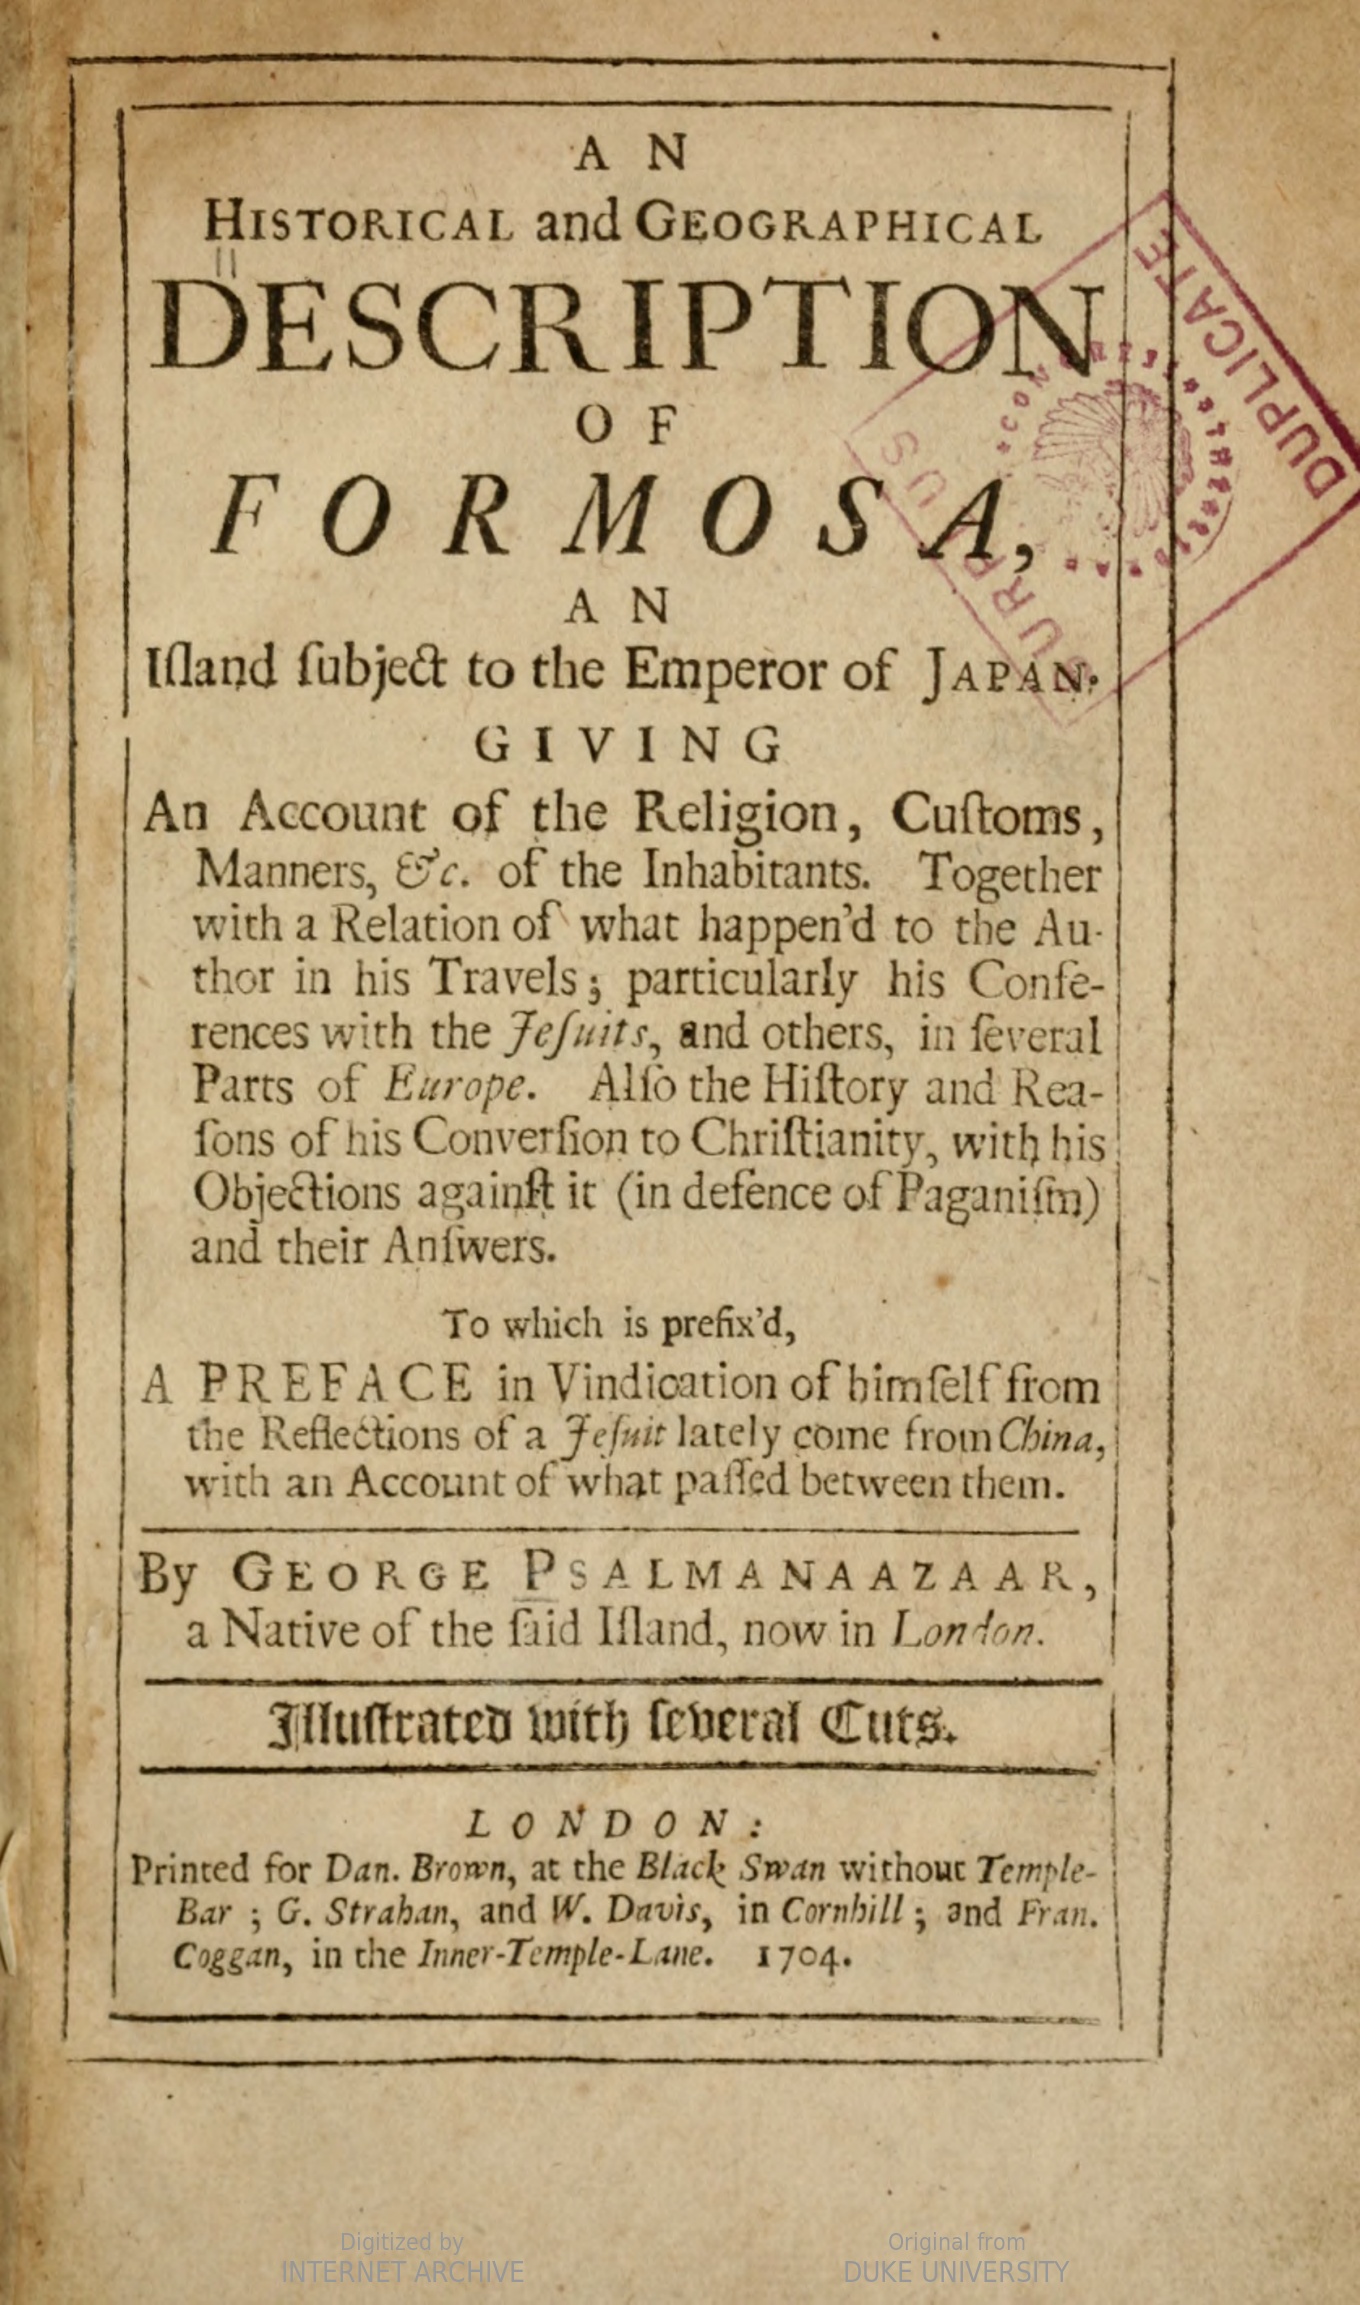 A N
HISTORICAL and GEOGRAPHICAL
DESCRIPTION
O F
FORMOSA,
A N
Iſland ſubject to the Emperor of JAPAN.
GIVING
An Account of the Religion, Cuſtoms,
Manners, &c. of the Inhabitants. Together
with a Relation of what happen'd to the Au-
thor in his Travels; particularly his Confe-
rences with the Jeſuits, and others, in ſeveral
Parts of Europe. Alſo the Hiſtory and Rea-
ſons of his Converſion to Chriſtianity, with his
Objections againſt it (in defence of Paganiſm)
and their Anſwers.
To which is prefix'd,
A PREFACE in Vindication of himſelf from
the Reflections of a Jeſuit lately come from China,
with an Account of what paſſed between them.
By GEORGE PSALMANAAZAAR,
a Native of the ſaid Iſland, now in London.
Illuſtrated with ſeveral Cuts.
LONDON:
Printed for Dan. Brown, at the Black Swan without Temple-
Bar; G. Strahan, and W. Davis, in Cornhill; and Fran.
Coggan, in the Inner-Temple-Lane. 1704.
SURPLUS
DUPLICATE
Digitized by
INTERNET ARCHIVE
Original from
DUKE UNIVERSITY